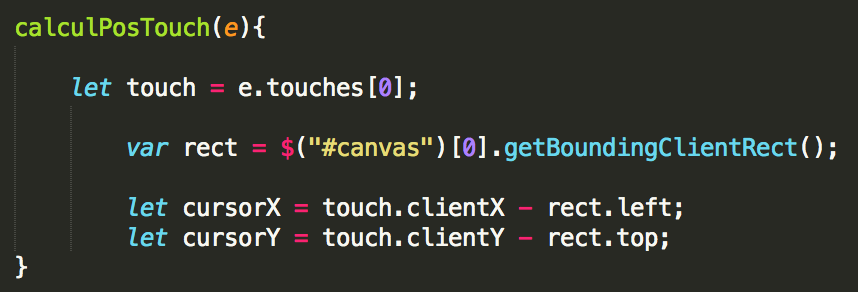 calculPosTouch(e){
let touch = e.touches[0];
var rect = $("#canvas")[0].getBoundingClientRect();
let cursorX = touch.clientX - rect.left;
let cursorY = touch.clientY - rect.top;
}